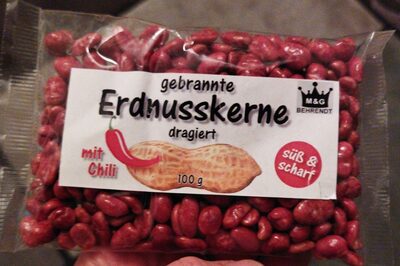 gebrannte
Erdnusskerne
dragiert
M&G
BEHRENDT
mit
Chili
süß &
scharf
100 g